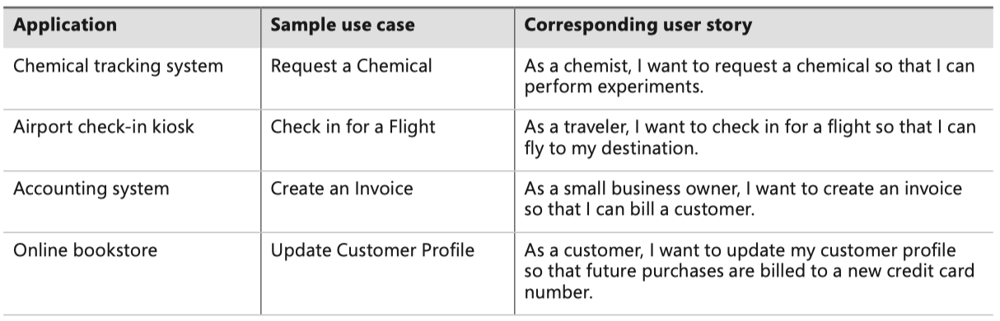 Application Sample use case Corresponding user story
Chemical tracking system Request a Chemical As a chemist, I want to request a chemical so that I can
perform experiments.
Airport check-in kiosk Check in for a Flight As a traveler, I want to check in for a flight so that I can
fly to my destination.
Accounting system Create an Invoice As a small business owner, I want to create an invoice
so that I can bill a customer.
Online bookstore Update Customer Profile As a customer, I want to update my customer profile
so that future purchases are billed to a new credit card
number.